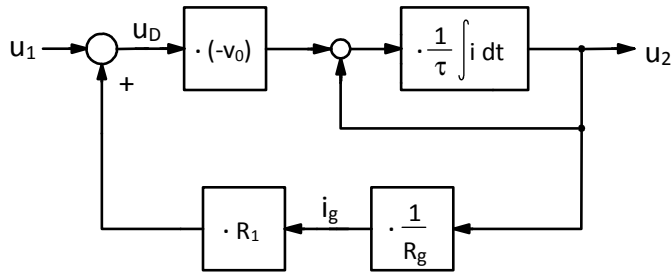 u₁
u_D
· (-v₀)
· 1/τ ∫ i dt
u₂
+
· R₁
i_g
· 1/R_g